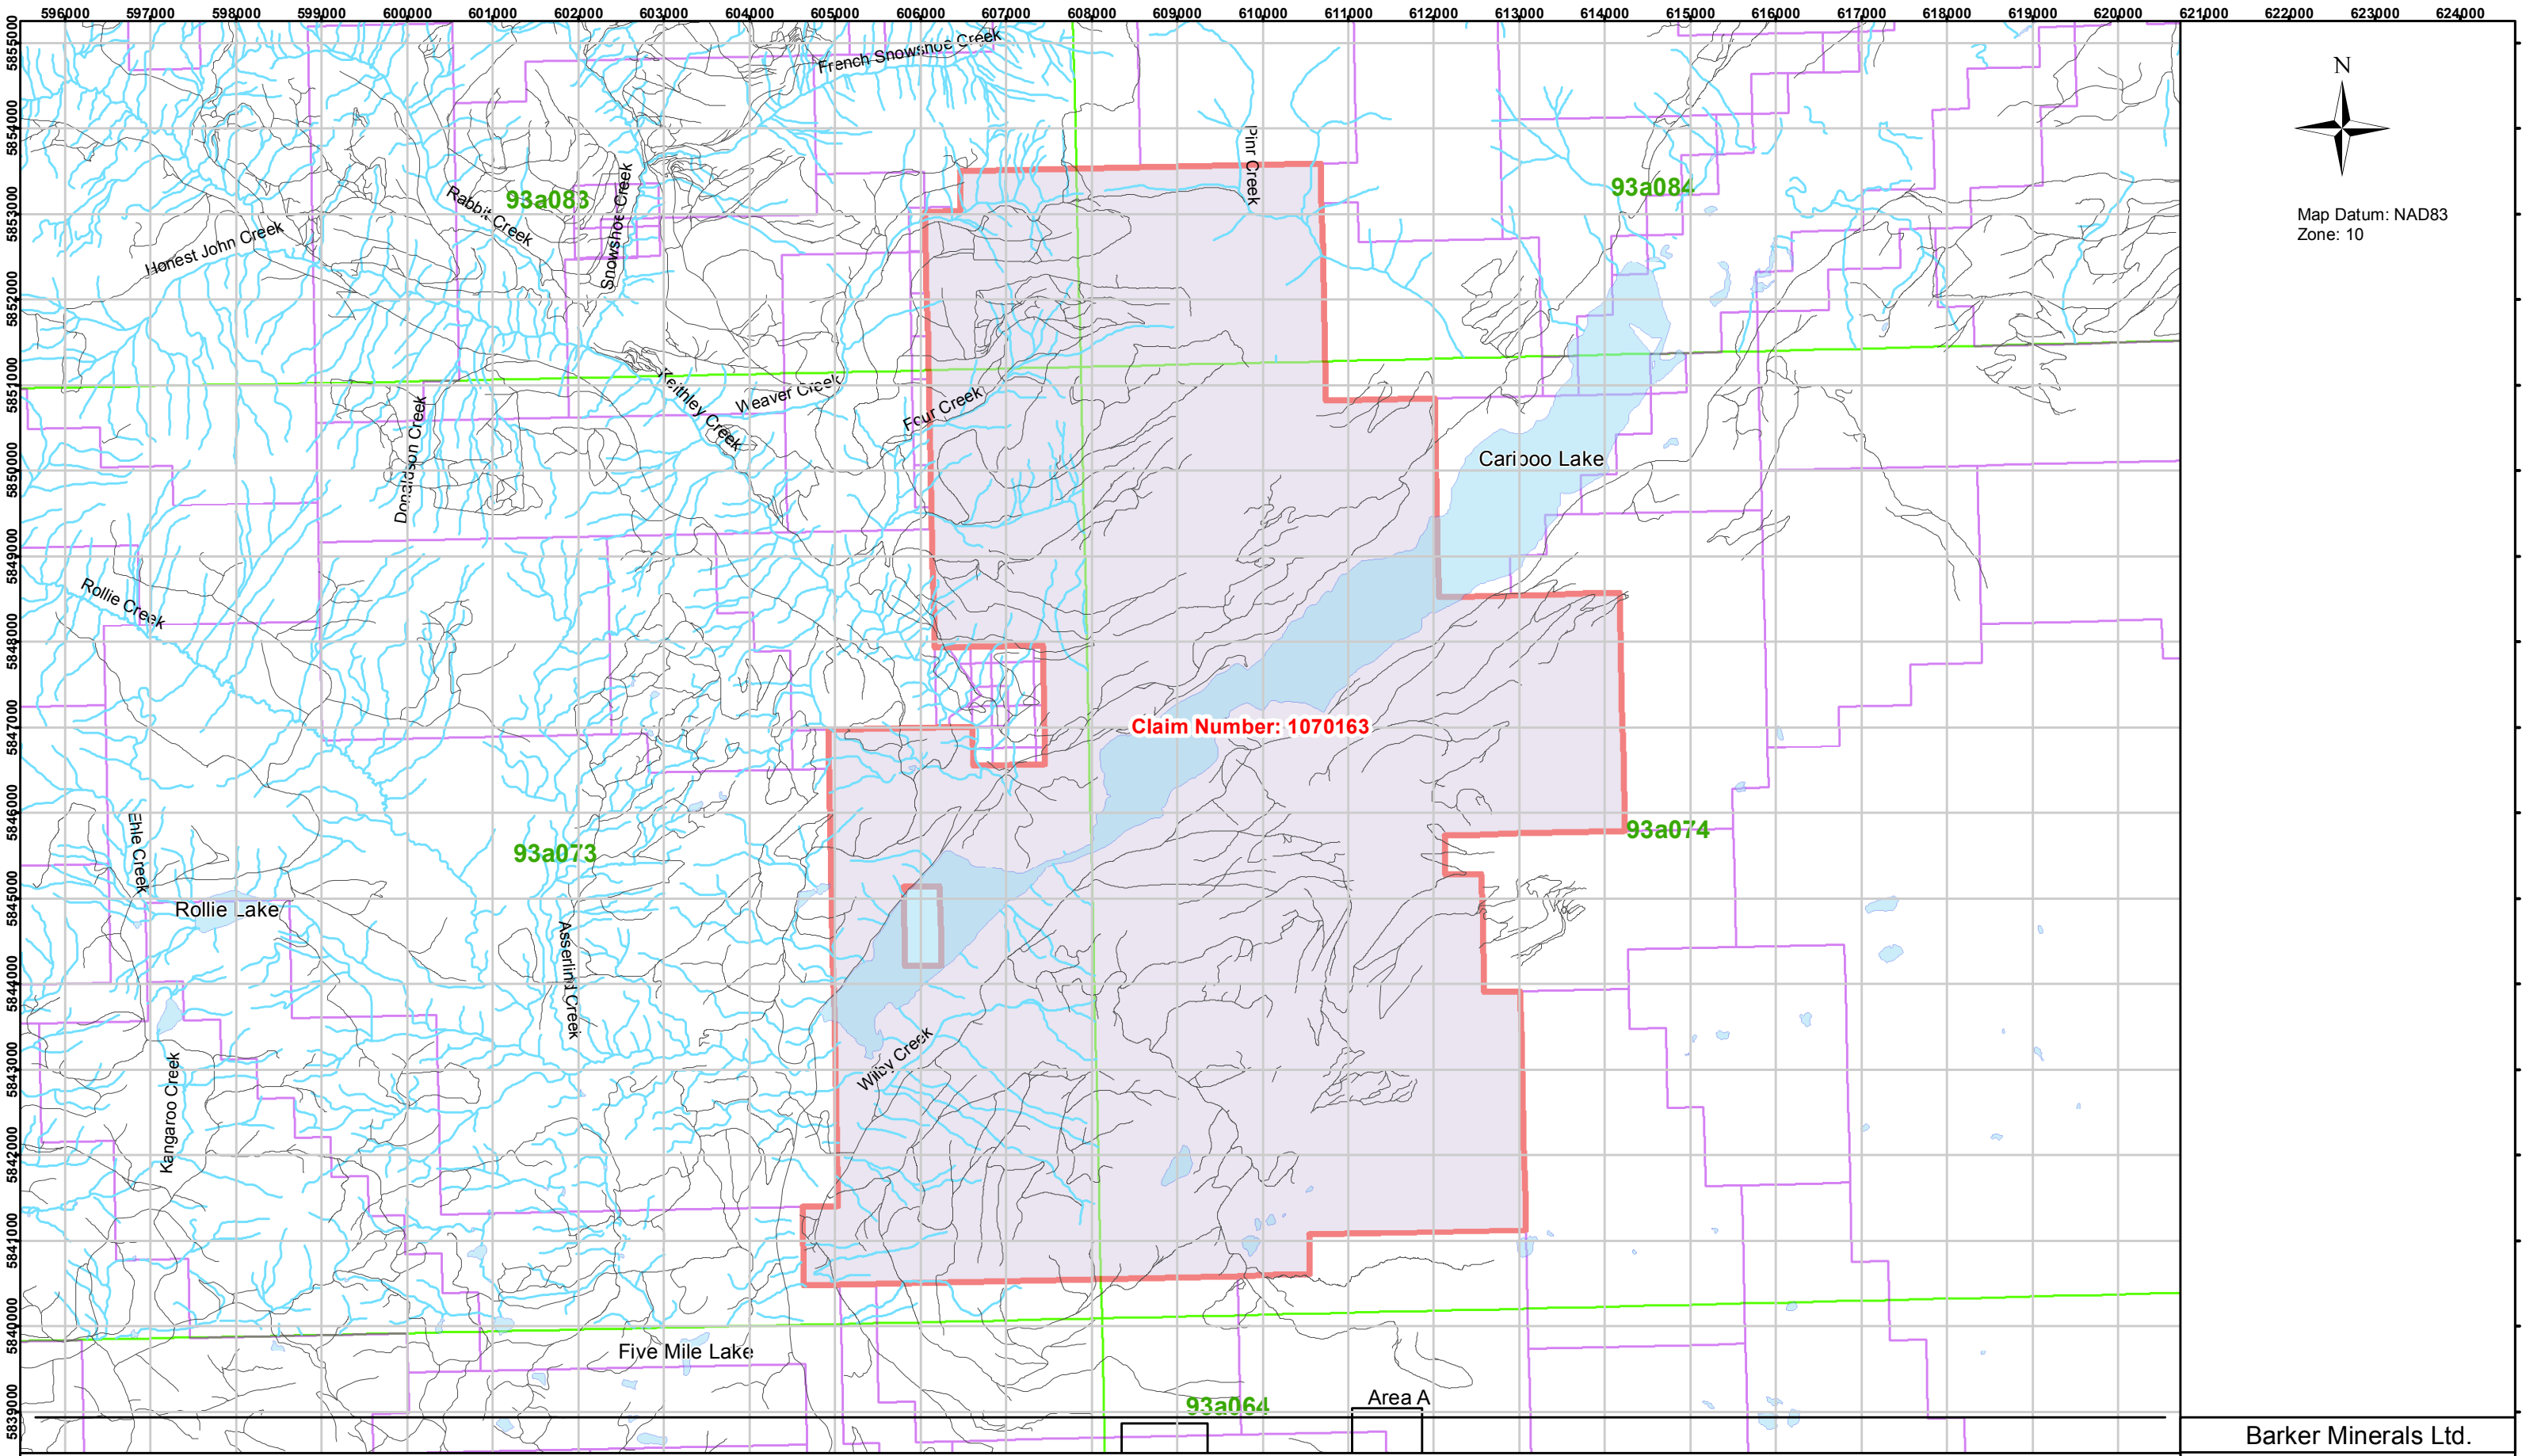 596000 597000 598000 599000 600000 601000 602000 603000 604000 605000 606000 607000 608000 609000 610000 611000 612000 613000 614000 615000 616000 617000 618000 619000 620000 621000 622000 623000 624000
5855000
French Snowshoe Creek
N
5854000
Pinr Creek
93a083
Snowshoe Creek
93a084
Rabbit Creek
5853000
Map Datum: NAD83
Zone: 10
Honest John Creek
5852000
5851000
Keithley Creek
Weaver Creek
Four Creek
Donaldson Creek
5850000
Cariboo Lake
5849000
Rollie Creek
5848000
5847000
Claim Number: 1070163
5846000
Ehle Creek
93a073
93a074
5845000
Rollie Lake
Asserlind Creek
5844000
Wilby Creek
5843000
Kangaroo Creek
5842000
5841000
5840000
Five Mile Lake
Area A
93a064
5839000
Barker Minerals Ltd.